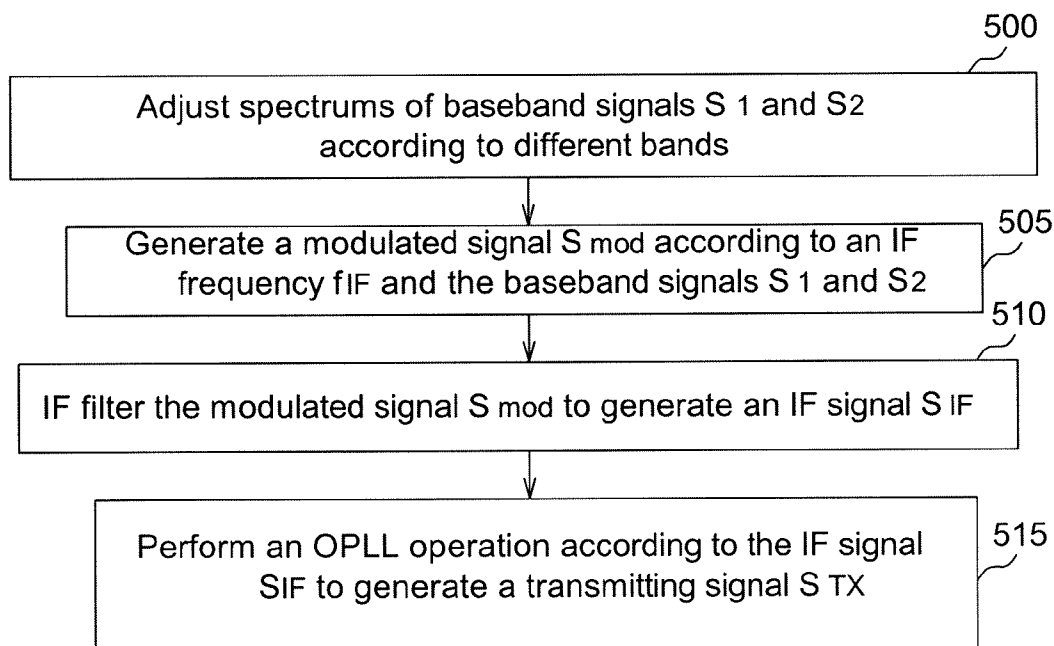 500
Adjust spectrums of baseband signals S 1 and S2
according to different bands
505
Generate a modulated signal S mod according to an IF
frequency fIF and the baseband signals S 1 and S2
510
IF filter the modulated signal S mod to generate an IF signal S IF
Perform an OPLL operation according to the IF signal
SIF to generate a transmitting signal S TX
515